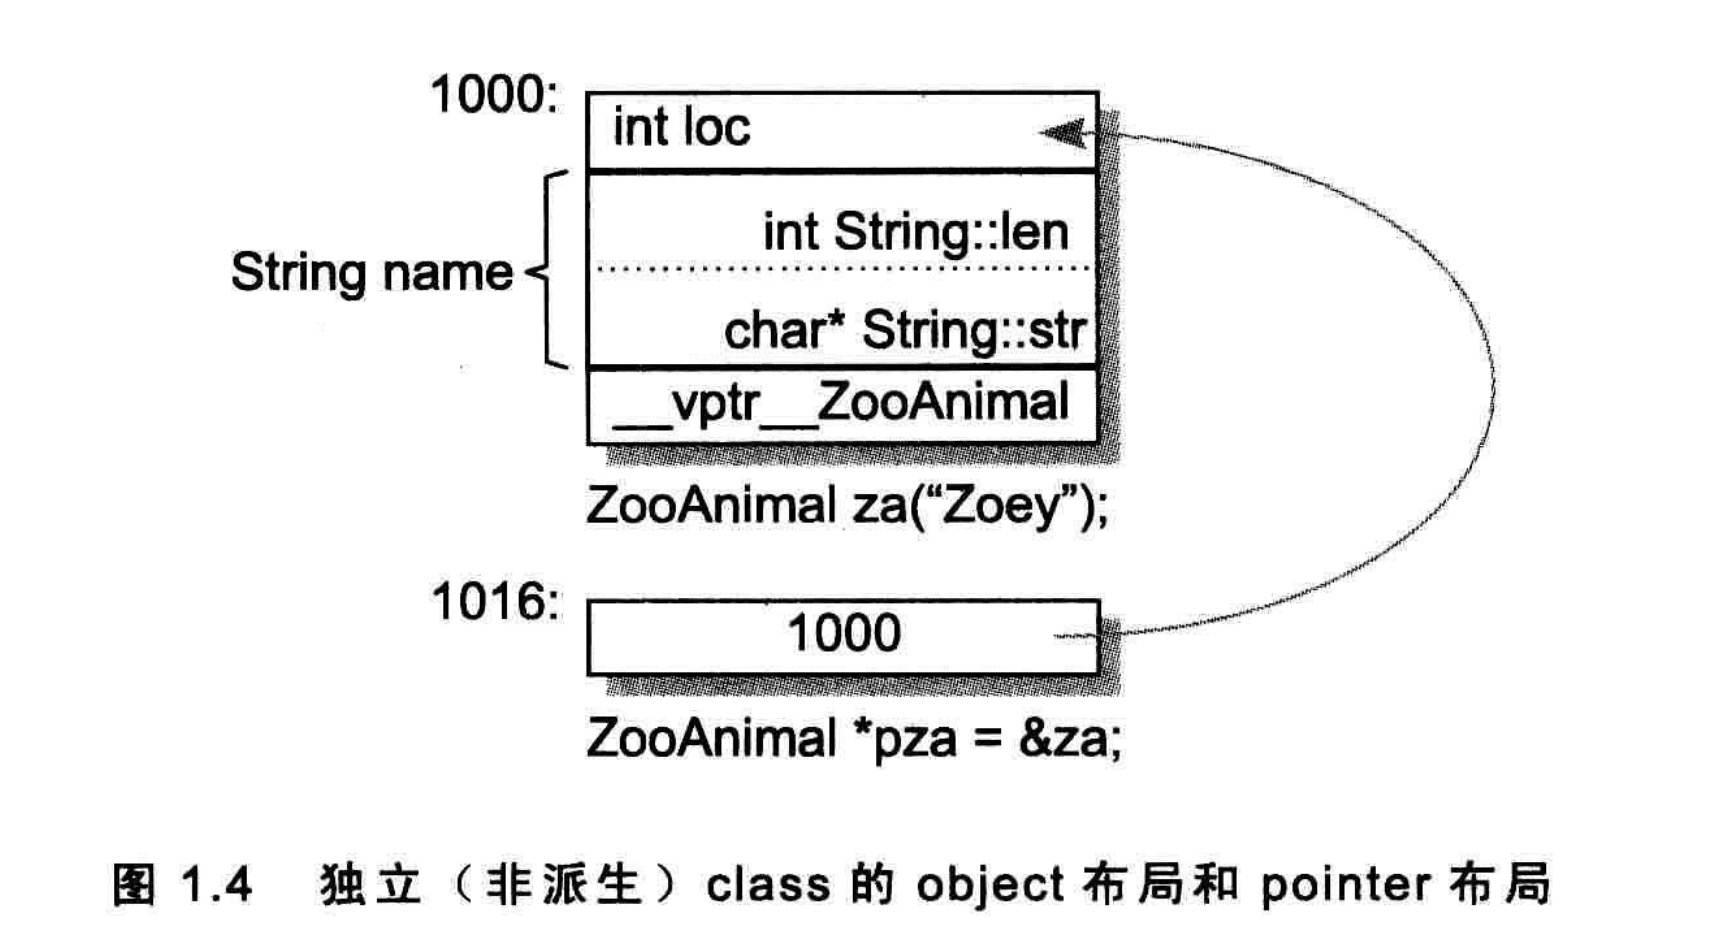 1000:
int loc
int String::len
String name
char* String::str
__vptr__ZooAnimal
ZooAnimal za(“Zoey”);
1016:
1000
ZooAnimal *pza = &za;
图 1.4 独立（非派生）class 的 object 布局和 pointer 布局